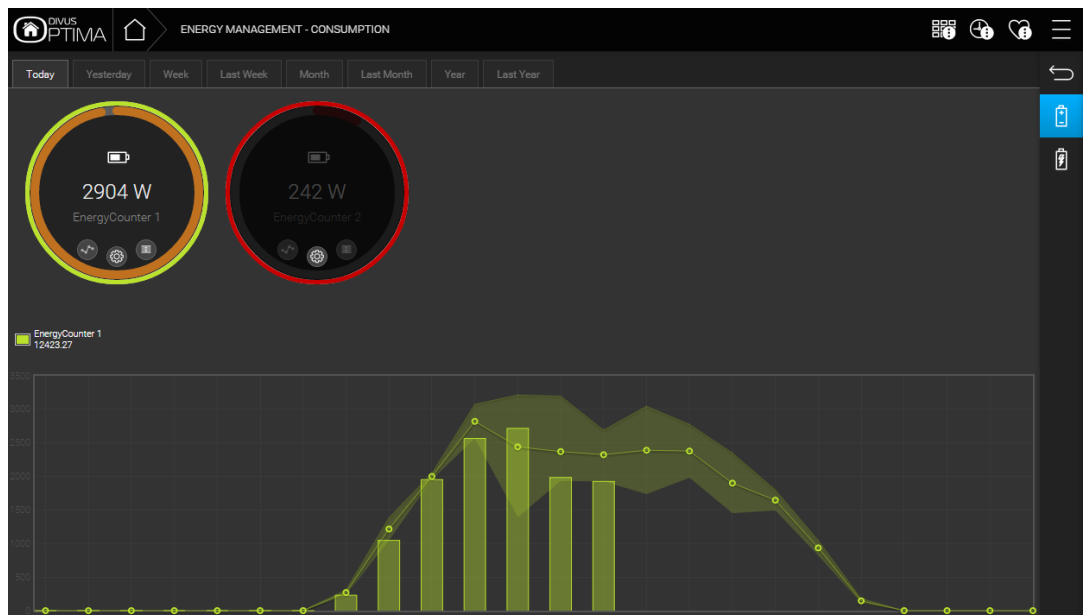 DIVUS
OPTIMA
ENERGY MANAGEMENT - CONSUMPTION
Today Yesterday Week Last Week Month Last Month Year Last Year
2904 W
EnergyCounter 1
242 W
EnergyCounter 2
EnergyCounter 1
12423.27
3500
3000
2500
2000
1500
1000
500
0